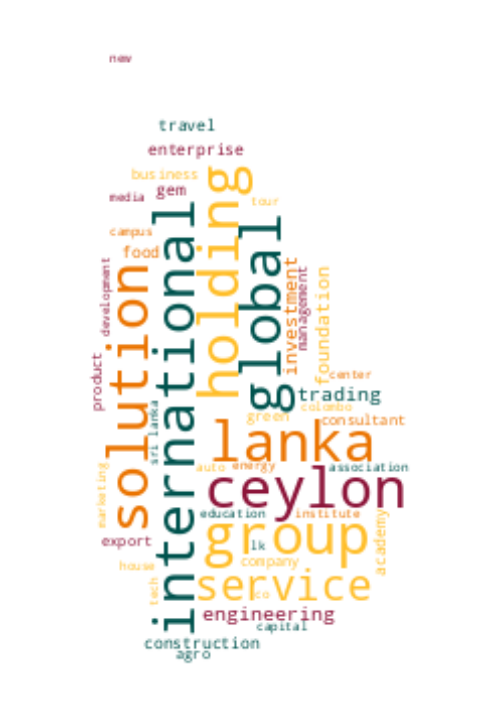 new
travel
enterprise
business
gem
media
tour
campus
food
holding
international
global
solution
development
investment
management
foundation
product
center
trading
colombo
green
consultant
sri lanka
lanka
auto
energy
association
marketing
ceylon
education
institute
group
lk
academy
export
company
house
tech
service
co
engineering
capital
construction
agro